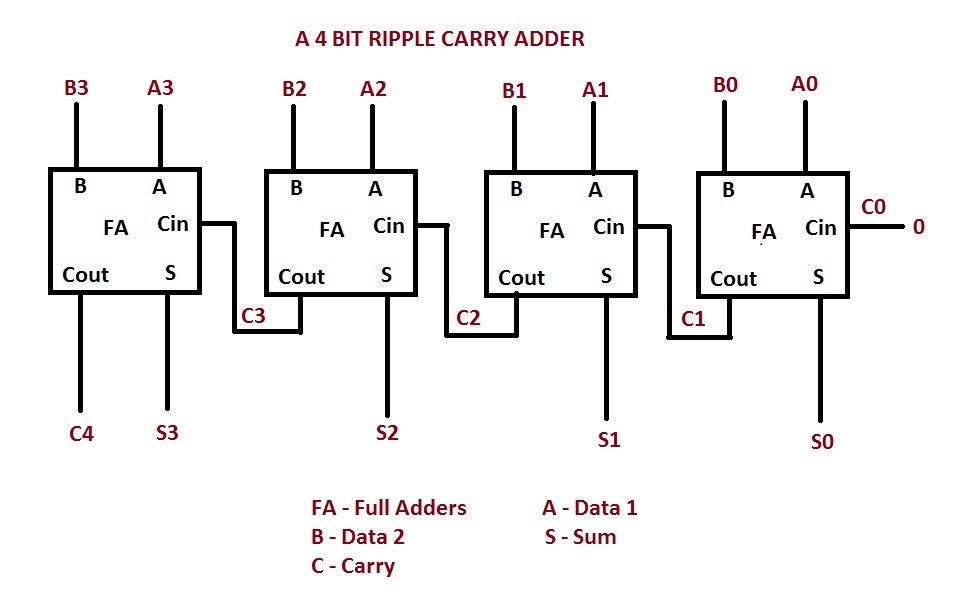 A 4 BIT RIPPLE CARRY ADDER
B3 A3 B2 A2 B1 A1 B0 A0
B A B A B A B A
FA Cin FA Cin FA Cin FA Cin C0 0
Cout S Cout S Cout S Cout S
C3 C2 C1
C4 S3 S2 S1 S0
FA - Full Adders A - Data 1
B - Data 2 S - Sum
C - Carry